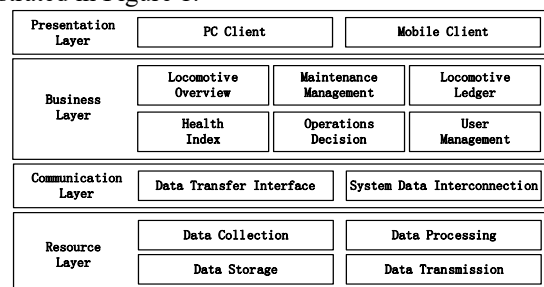 Presentation
Layer
PC Client
Mobile Client
Business
Layer
Locomotive
Overview
Maintenance
Management
Locomotive
Ledger
Health
Index
Operations
Decision
User
Management
Communication
Layer
Data Transfer Interface
System Data Interconnection
Resource
Layer
Data Collection
Data Processing
Data Storage
Data Transmission